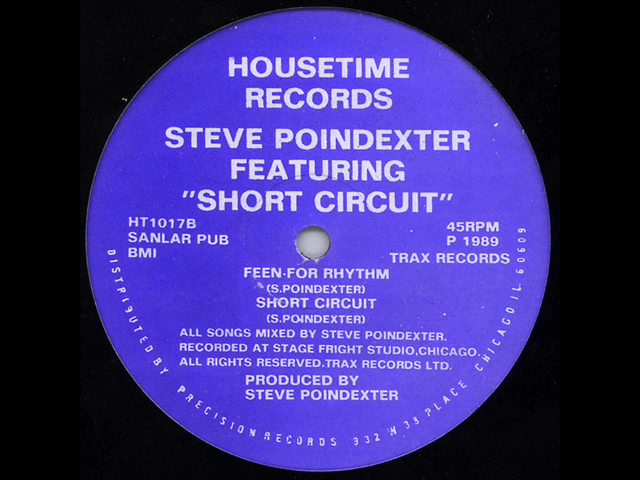 HOUSETIME
RECORDS
STEVE POINDEXTER
FEATURING
"SHORT CIRCUIT"
HT1017B
SANLAR PUB
BMI
45RPM
P 1989
TRAX RECORDS
FEEN-FOR RHYTHM
(S.POINDEXTER)
SHORT CIRCUIT
(S.POINDEXTER)
ALL SONGS MIXED BY STEVE POINDEXTER.
RECORDED AT STAGE FRIGHT STUDIO,CHICAGO.
ALL RIGHTS RESERVED.TRAX RECORDS LTD.
PRODUCED BY
STEVE POINDEXTER
DISTRIBUTED BY PRECISION RECORDS 932 W 38 PLACE CHICAGO IL 60609